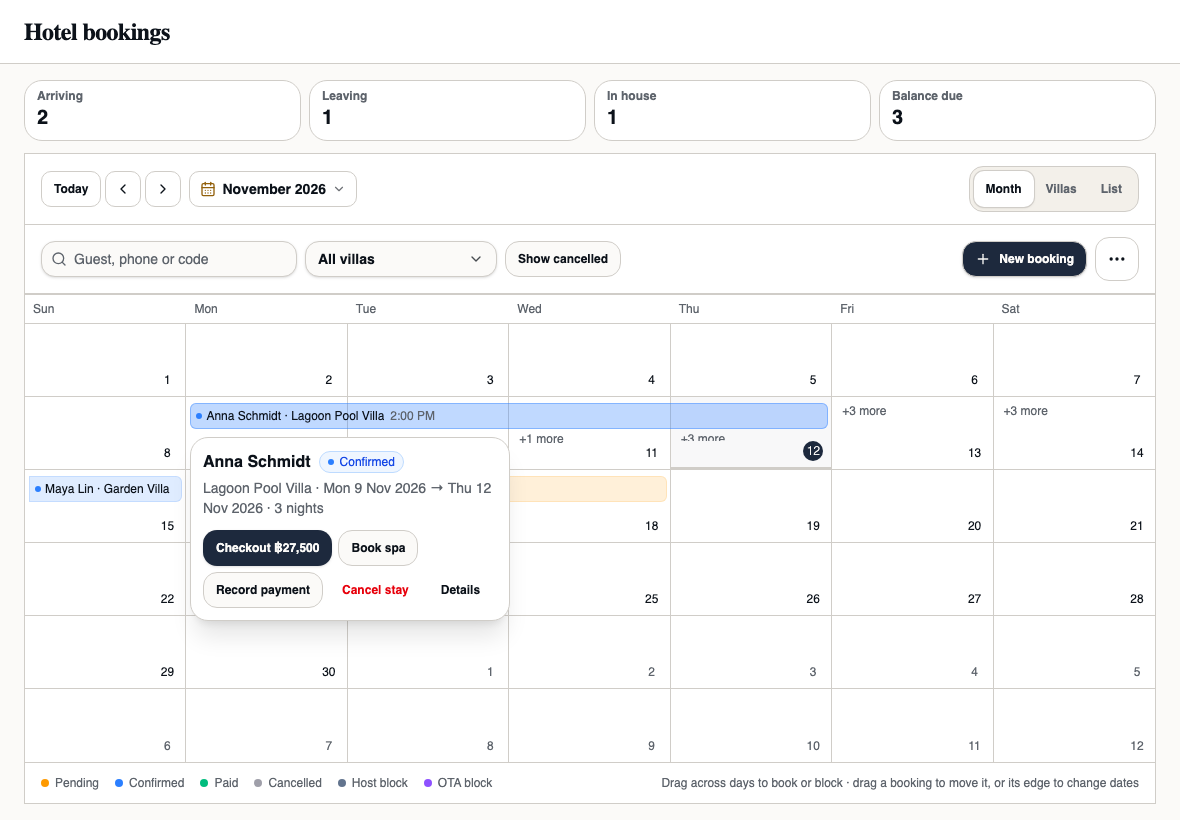 Hotel bookings
Arriving
2
Leaving
1
In house
1
Balance due
3
Today
November 2026
Month
Villas
List
Guest, phone or code
All villas
Show cancelled
New booking
Sun Mon Tue Wed Thu Fri Sat
1 2 3 4 5 6 7
Anna Schmidt · Lagoon Pool Villa 2:00 PM
+1 more
+3 more
+3 more
+3 more
8 11 12 13 14
Anna Schmidt
Confirmed
Lagoon Pool Villa · Mon 9 Nov 2026 → Thu 12
Nov 2026 · 3 nights
Checkout ฿27,500
Book spa
Record payment
Cancel stay
Details
Maya Lin · Garden Villa
15 18 19 20 21
22 25 26 27 28
29 30 1 2 3 4 5
6 7 8 9 10 11 12
Pending
Confirmed
Paid
Cancelled
Host block
OTA block
Drag across days to book or block · drag a booking to move it, or its edge to change dates